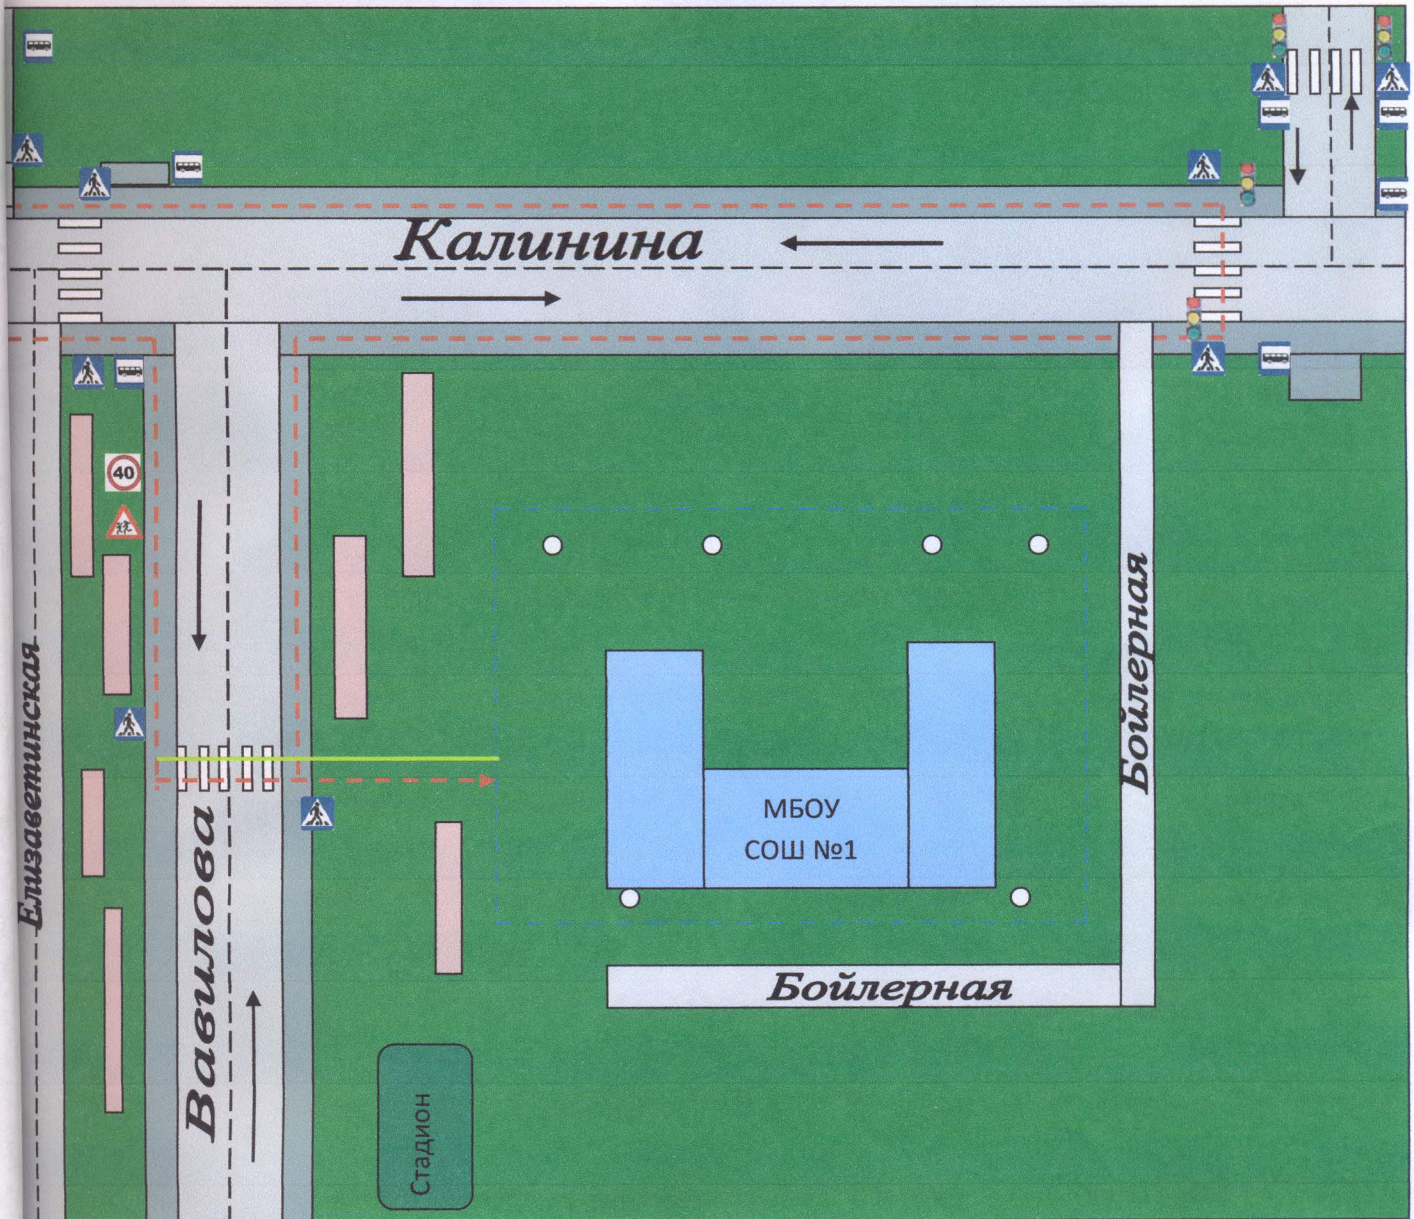 Калинина
40
Елизаветинская
Вавилова
Бойлерная
МБОУ
СОШ №1
Бойлерная
Стадион